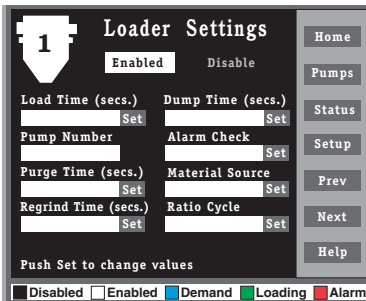 1
Loader Settings
Enabled Disable
Load Time (secs.) Dump Time (secs.)
Set Set
Pump Number Alarm Check
Set
Purge Time (secs.) Material Source
Set Set
Regrind Time (secs.) Ratio Cycle
Set Set
Push Set to change values
Home
Pumps
Status
Setup
Prev
Next
Help
Disabled Enabled Demand Loading Alarm